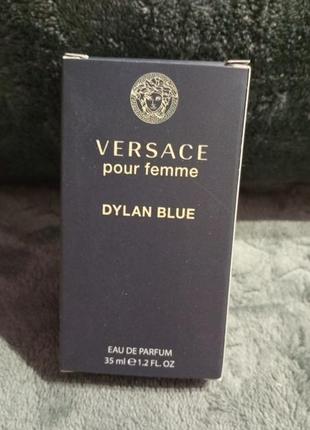 VERSACE
pour femme
DYLAN BLUE
EAU DE PARFUM
35 ml ℮ 1.2 FL. OZ